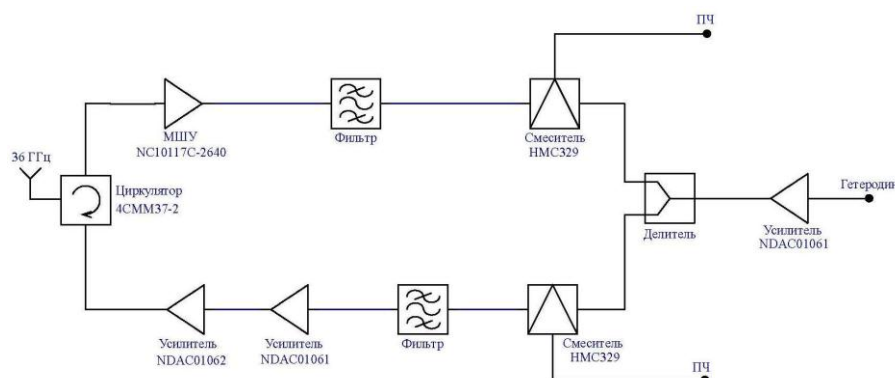 ПЧ
МШУ
NC10117C-2640
Фильтр
Смеситель
HMC329
36 ГГц
Циркулятор
4CMM37-2
Гетеродин
Делитель
Усилитель
NDAC01061
Усилитель
NDAC01062
Усилитель
NDAC01061
Фильтр
Смеситель
HMC329
ПЧ